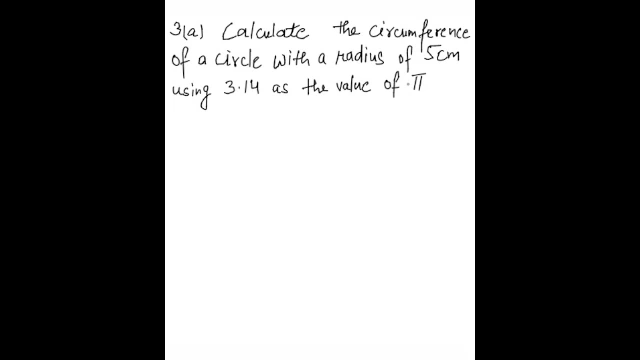 3(a) Calculate the circumference
of a circle with a radius of 5cm
using 3.14 as the value of π